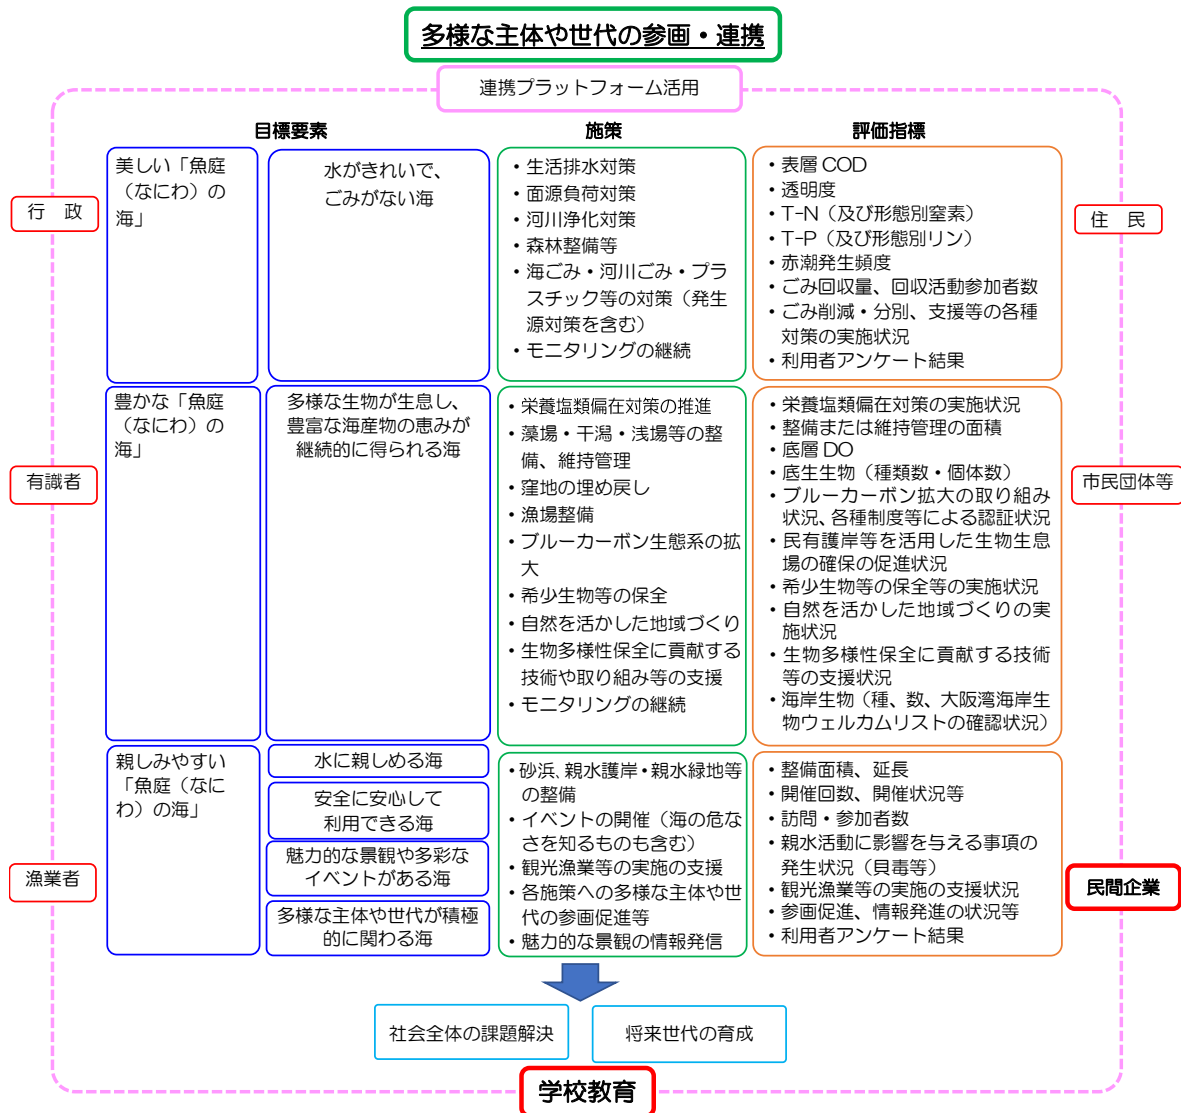 多様な主体や世代の参画・連携
連携プラットフォーム活用
目標要素
施策
評価指標
行　政
有識者
漁業者
美しい「魚庭
（なにわ）の
海」
水がきれいで、
ごみがない海
・生活排水対策
・面源負荷対策
・河川浄化対策
・森林整備等
・海ごみ・河川ごみ・プラ
スチック等の対策（発生
源対策を含む）
・モニタリングの継続
・表層 COD
・透明度
・T-N（及び形態別窒素）
・T-P（及び形態別リン）
・赤潮発生頻度
・ごみ回収量、回収活動参加者数
・ごみ削減・分別、支援等の各種
対策の実施状況
・利用者アンケート結果
豊かな「魚庭
（なにわ）の
海」
多様な生物が生息し、
豊富な海産物の恵みが
継続的に得られる海
・栄養塩類偏在対策の推進
・藻場・干潟・浅場等の整
備、維持管理
・窪地の埋め戻し
・漁場整備
・ブルーカーボン生態系の拡
大
・希少生物等の保全
・自然を活かした地域づくり
・生物多様性保全に貢献する
技術や取り組み等の支援
・モニタリングの継続
・栄養塩類偏在対策の実施状況
・整備または維持管理の面積
・底層 DO
・底生生物（種類数・個体数）
・ブルーカーボン拡大の取り組み
状況、各種制度等による認証状況
・民有護岸等を活用した生物生息
場の確保の促進状況
・希少生物等の保全等の実施状況
・自然を活かした地域づくりの実
施状況
・生物多様性保全に貢献する技術
等の支援状況
・海岸生物（種、数、大阪湾海岸生
物ウェルカムリストの確認状況）
親しみやすい
「魚庭（なに
わ）の海」
水に親しめる海
安全に安心して
利用できる海
魅力的な景観や多彩な
イベントがある海
多様な主体や世代が積極
的に関わる海
・砂浜、親水護岸・親水緑地等
の整備
・イベントの開催（海の危な
さを知るものも含む）
・観光漁業等の実施の支援
・各施策への多様な主体や世
代の参画促進等
・魅力的な景観の情報発信
・整備面積、延長
・開催回数、開催状況等
・訪問・参加者数
・親水活動に影響を与える事項の
発生状況（貝毒等）
・観光漁業等の実施の支援状況
・参画促進、情報発進の状況等
・利用者アンケート結果
住　民
市民団体等
民間企業
社会全体の課題解決
将来世代の育成
学校教育